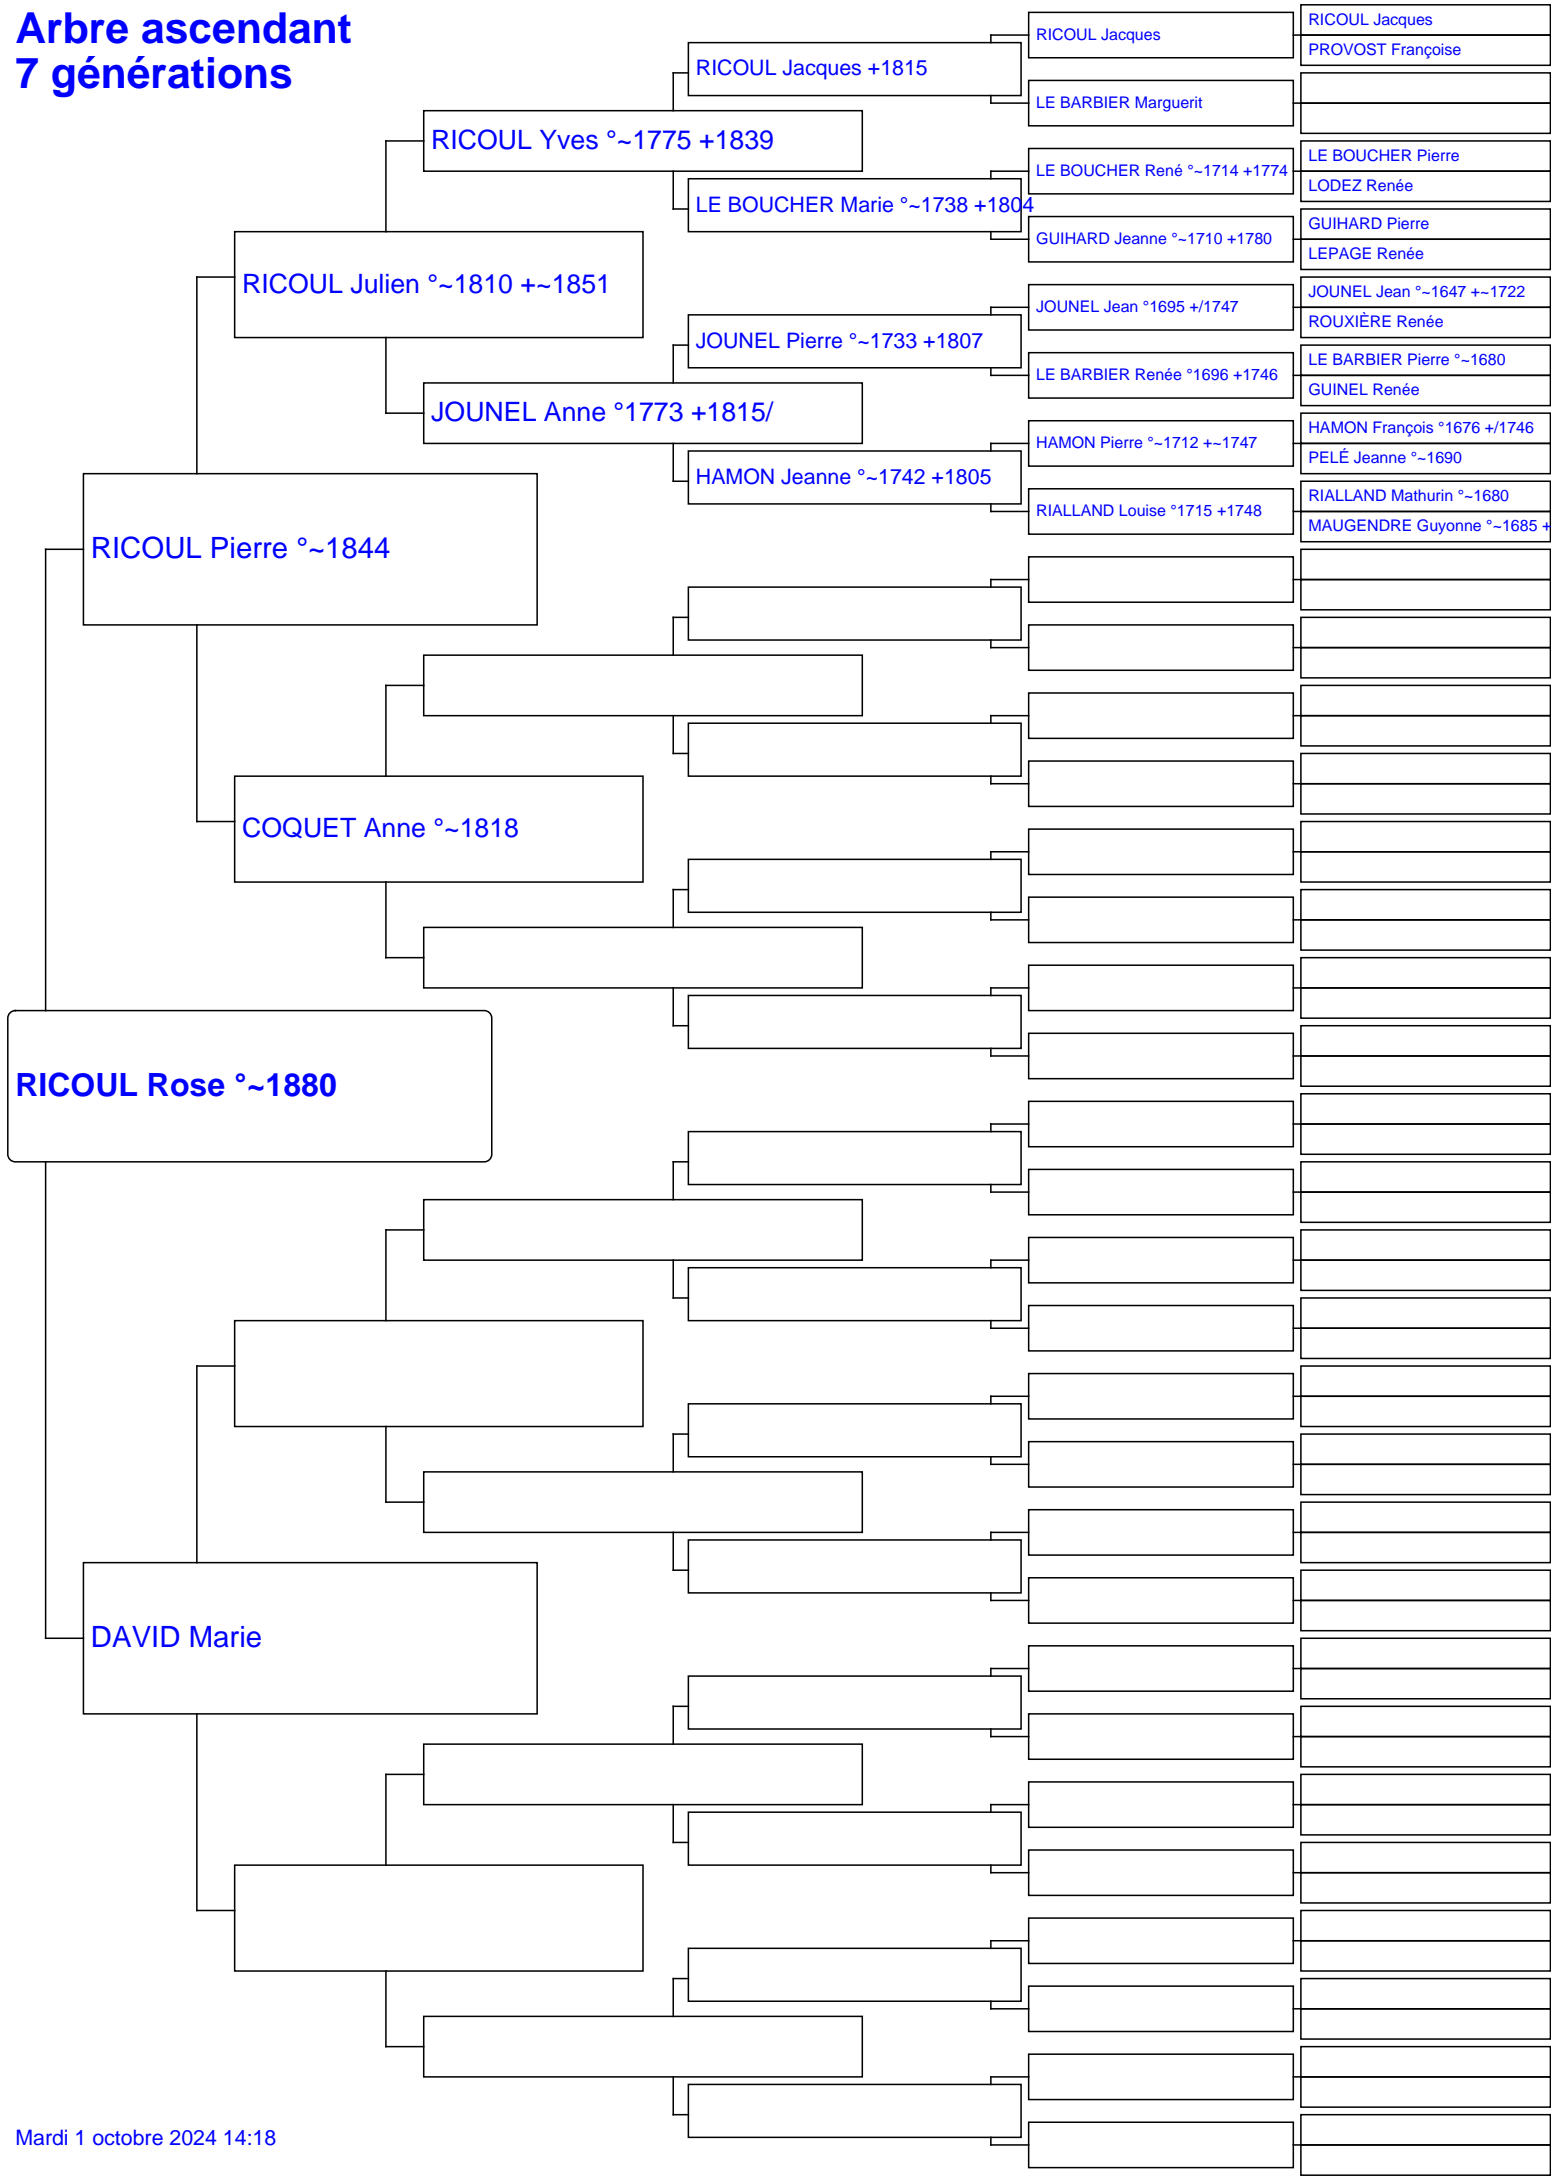 Arbre ascendant
7 générations
RICOUL Rose °~1880
RICOUL Pierre °~1844
DAVID Marie
RICOUL Julien °~1810 +~1851
COQUET Anne °~1818
RICOUL Yves °~1775 +1839
JOUNEL Anne °1773 +1815/
RICOUL Jacques +1815
LE BOUCHER Marie °~1738 +1804
JOUNEL Pierre °~1733 +1807
HAMON Jeanne °~1742 +1805
RICOUL Jacques
LE BARBIER Marguerit
LE BOUCHER René °~1714 +1774
GUIHARD Jeanne °~1710 +1780
JOUNEL Jean °1695 +/1747
LE BARBIER Renée °1696 +1746
HAMON Pierre °~1712 +~1747
RIALLAND Louise °1715 +1748
RICOUL Jacques
PROVOST Françoise
LE BOUCHER Pierre
LODEZ Renée
GUIHARD Pierre
LEPAGE Renée
JOUNEL Jean °~1647 +~1722
ROUXIÈRE Renée
LE BARBIER Pierre °~1680
GUINEL Renée
HAMON François °1676 +/1746
PELÉ Jeanne °~1690
RIALLAND Mathurin °~1680
MAUGENDRE Guyonne °~1685 +
Mardi 1 octobre 2024 14:18